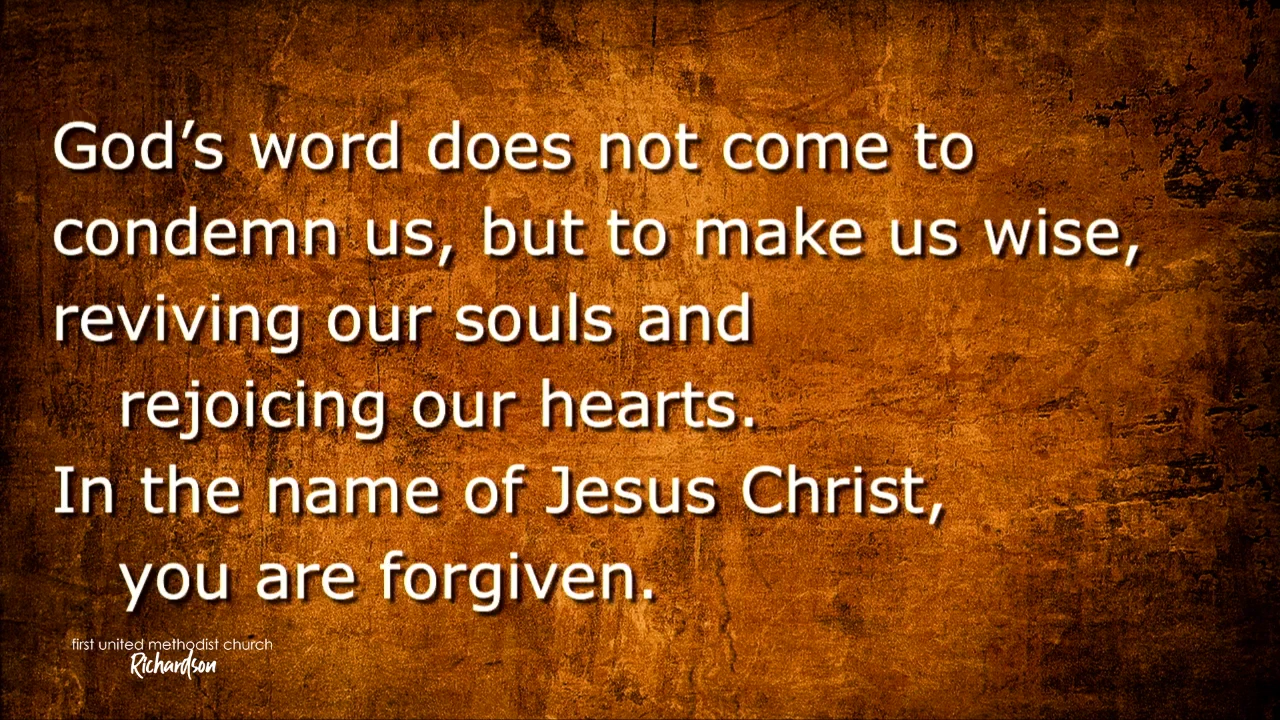 God’s word does not come to
condemn us, but to make us wise,
reviving our souls and
rejoicing our hearts.
In the name of Jesus Christ,
you are forgiven.
first united methodist church
Richardson